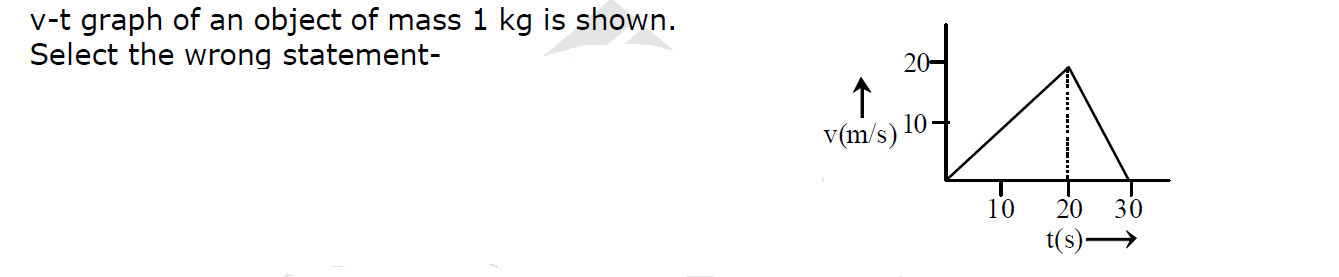 v-t graph of an object of mass 1 kg is shown.
Select the wrong statement-
20
v(m/s) 10
10 20 30
t(s)